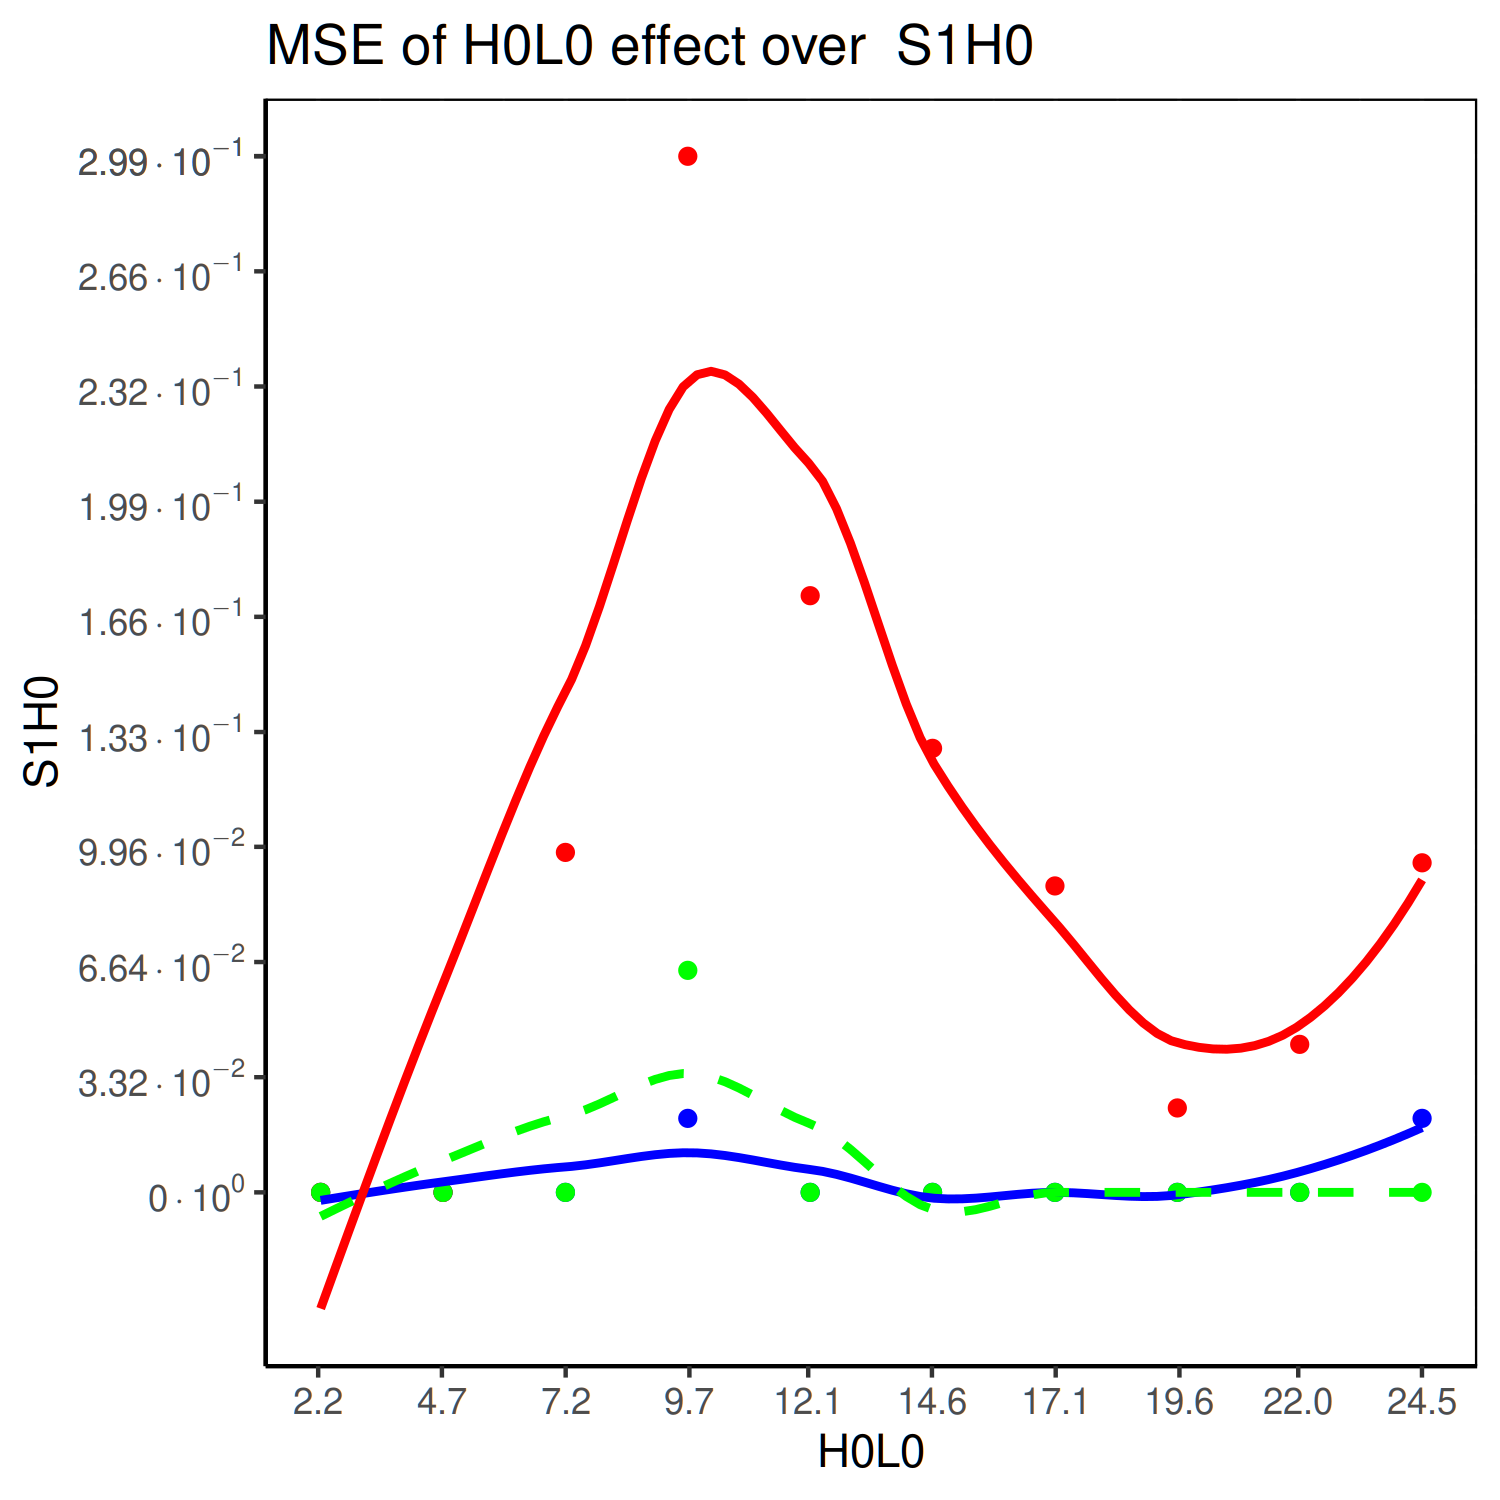 MSE of H0L0 effect over  S1H0
2.99·10⁻¹
2.66·10⁻¹
2.32·10⁻¹
1.99·10⁻¹
1.66·10⁻¹
1.33·10⁻¹
9.96·10⁻²
6.64·10⁻²
3.32·10⁻²
0·10⁰
S1H0
2.2 4.7 7.2 9.7 12.1 14.6 17.1 19.6 22.0 24.5
H0L0